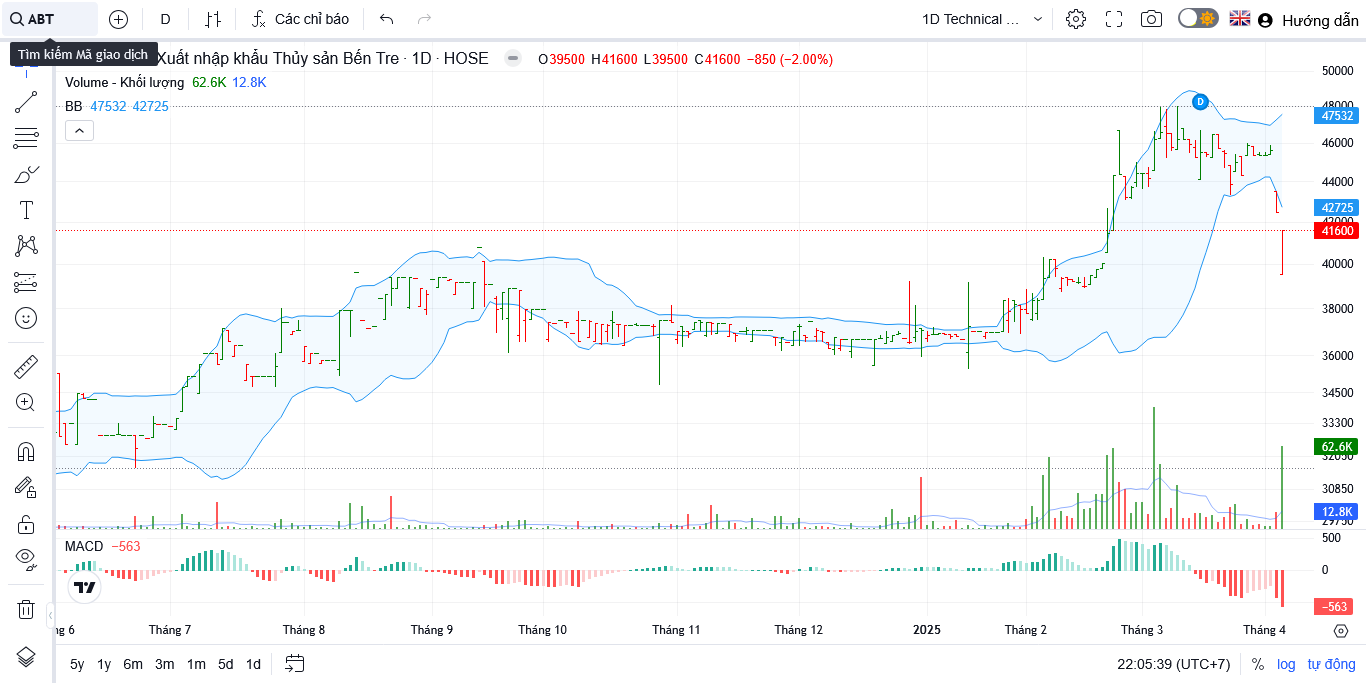 ABT
D
Các chỉ báo
1D Technical ...
Hướng dẫn
Tìm kiếm Mã giao dịch
Xuất nhập khẩu Thủy sản Bến Tre · 1D · HOSE
O39500 H41600 L39500 C41600 −850 (−2.00%)
Volume - Khối lượng 62.6K 12.8K
BB 47532 42725
D
50000
48000
47532
46000
44000
42725
42000
41600
40000
38000
36000
34500
33300
62.6K
32050
30850
12.8K
29750
MACD −563
500
0
−563
ng 6
Tháng 7
Tháng 8
Tháng 9
Tháng 10
Tháng 11
Tháng 12
2025
Tháng 2
Tháng 3
Tháng 4
5y 1y 6m 3m 1m 5d 1d
22:05:39 (UTC+7)
% log tự động